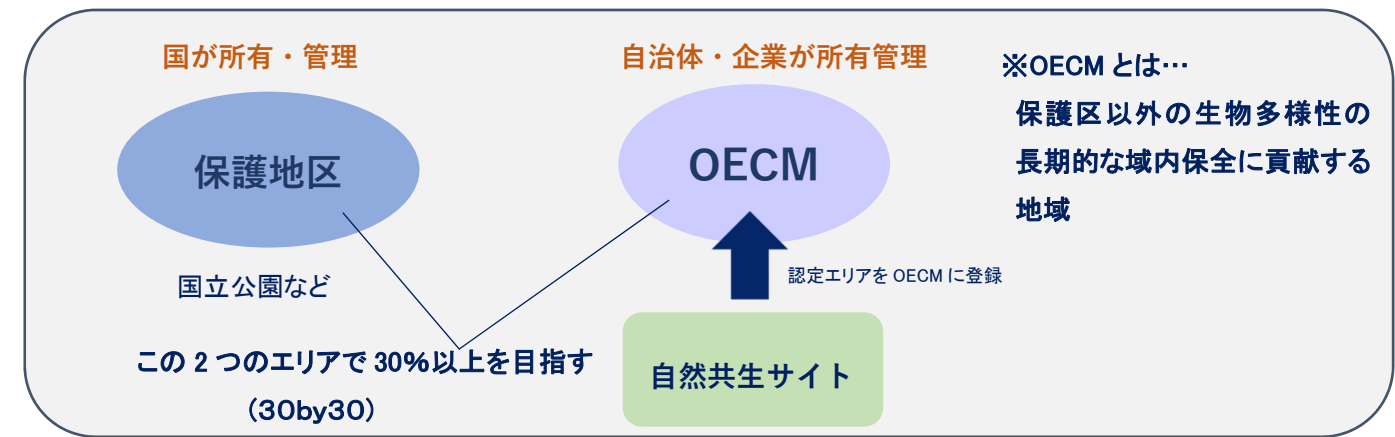 国が所有・管理
自治体・企業が所有管理
※OECMとは…
保護区以外の生物多様性の
長期的な域内保全に貢献する
地域
保護地区
OECM
国立公園など
認定エリアをOECMに登録
この2つのエリアで30%以上を目指す
（30by30）
自然共生サイト